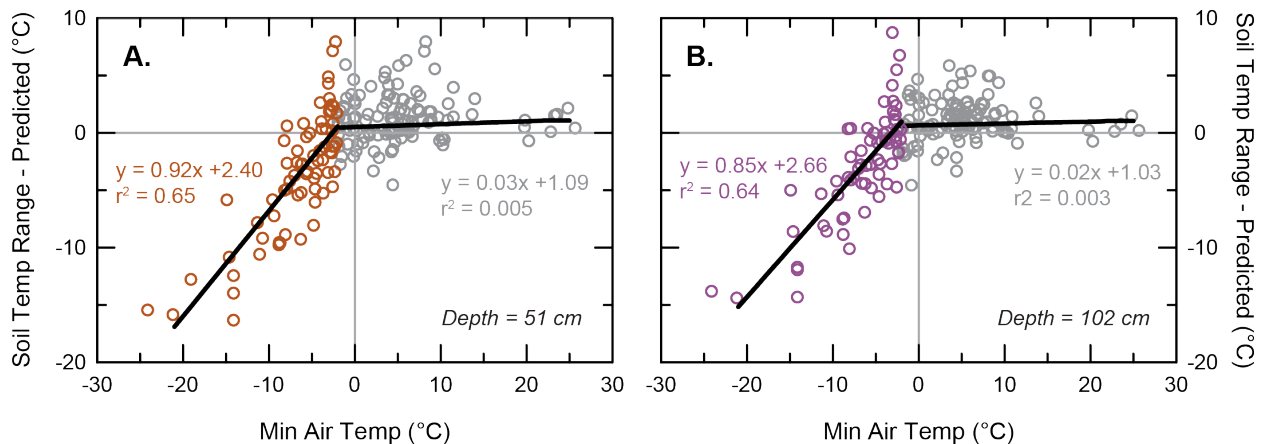 A.
Soil Temp Range - Predicted (°C)
10
0
-10
-20
y = 0.92x +2.40
r² = 0.65
y = 0.03x +1.09
r² = 0.005
Depth = 51 cm
-30
-20
-10
0
10
20
30
Min Air Temp (°C)
B.
y = 0.85x +2.66
r² = 0.64
y = 0.02x +1.03
r2 = 0.003
Depth = 102 cm
-30
-20
-10
0
10
20
30
Min Air Temp (°C)
10
0
-10
-20
Soil Temp Range - Predicted (°C)